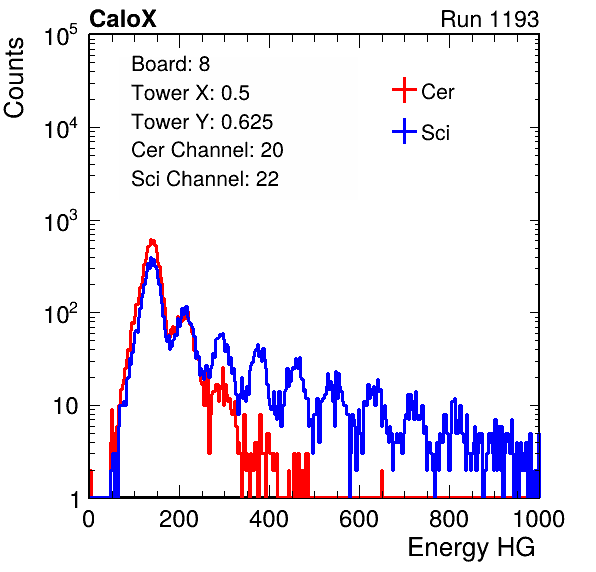 CaloX
Run 1193
Counts
10^5
10^4
10^3
10^2
10
1
Board: 8
Tower X: 0.5
Tower Y: 0.625
Cer Channel: 20
Sci Channel: 22
Cer
Sci
0 200 400 600 800 1000
Energy HG